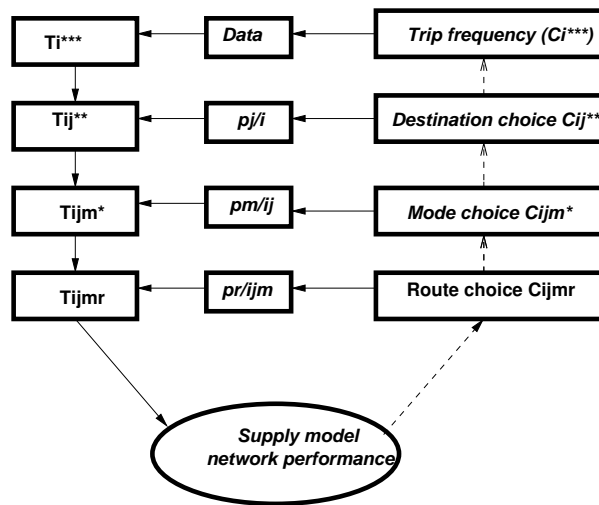 Ti***
Data
Trip frequency (Ci***)
Tij**
pj/i
Destination choice Cij**
Tijm*
pm/ij
Mode choice Cijm*
Tijmr
pr/ijm
Route choice Cijmr
Supply model
network performance